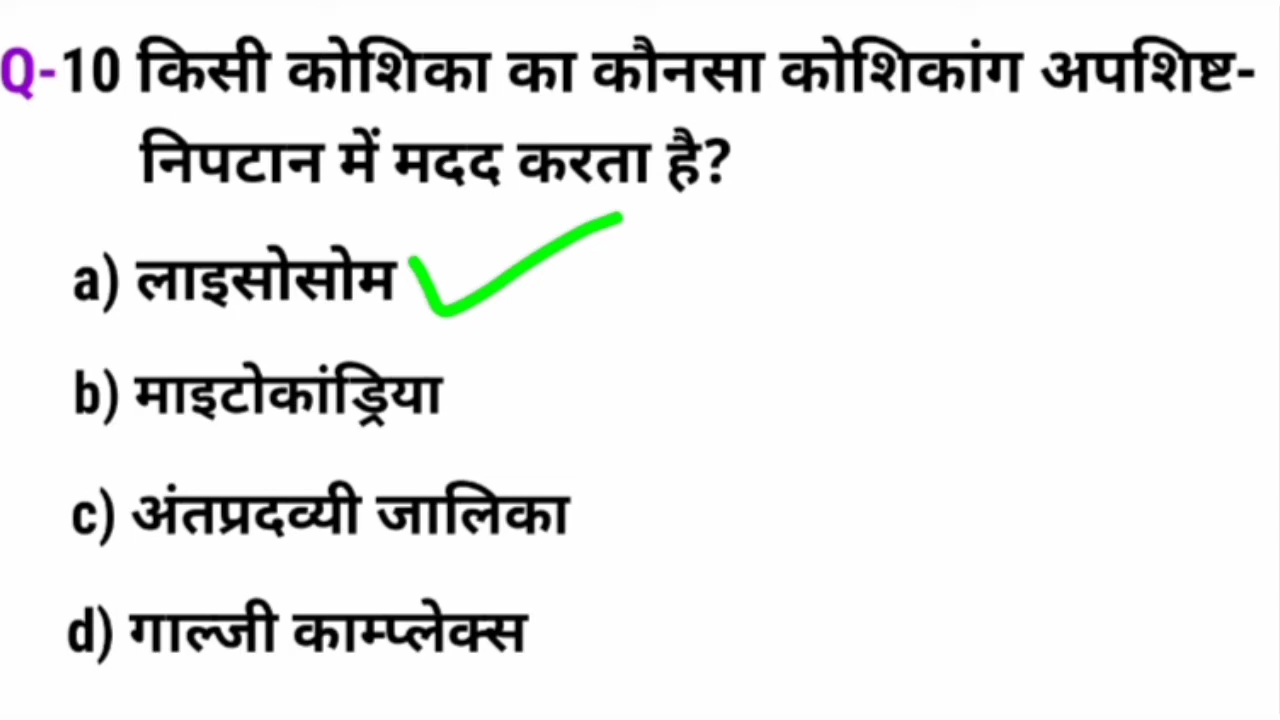 Q-10 किसी कोशिका का कौनसा कोशिकांग अपशिष्ट-
निपटान में मदद करता है?
a) लाइसोसोम
b) माइटोकांड्रिया
c) अंतप्रदव्यी जालिका
d) गाल्जी काम्प्लेक्स